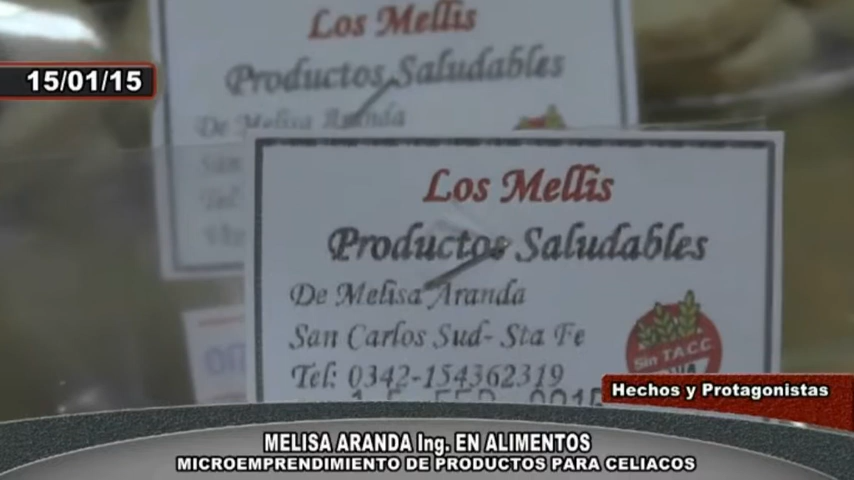 Los Mellis
Productos Saludables
De Melisa Aranda
San
Tel:
15/01/15
Los Mellis
Productos Saludables
De Melisa Aranda
San Carlos Sud- Sta Fe
Tel: 0342-154362319
Sin TACC
Hechos y Protagonistas
MELISA ARANDA Ing. EN ALIMENTOS
MICROEMPRENDIMIENTO DE PRODUCTOS PARA CELIACOS